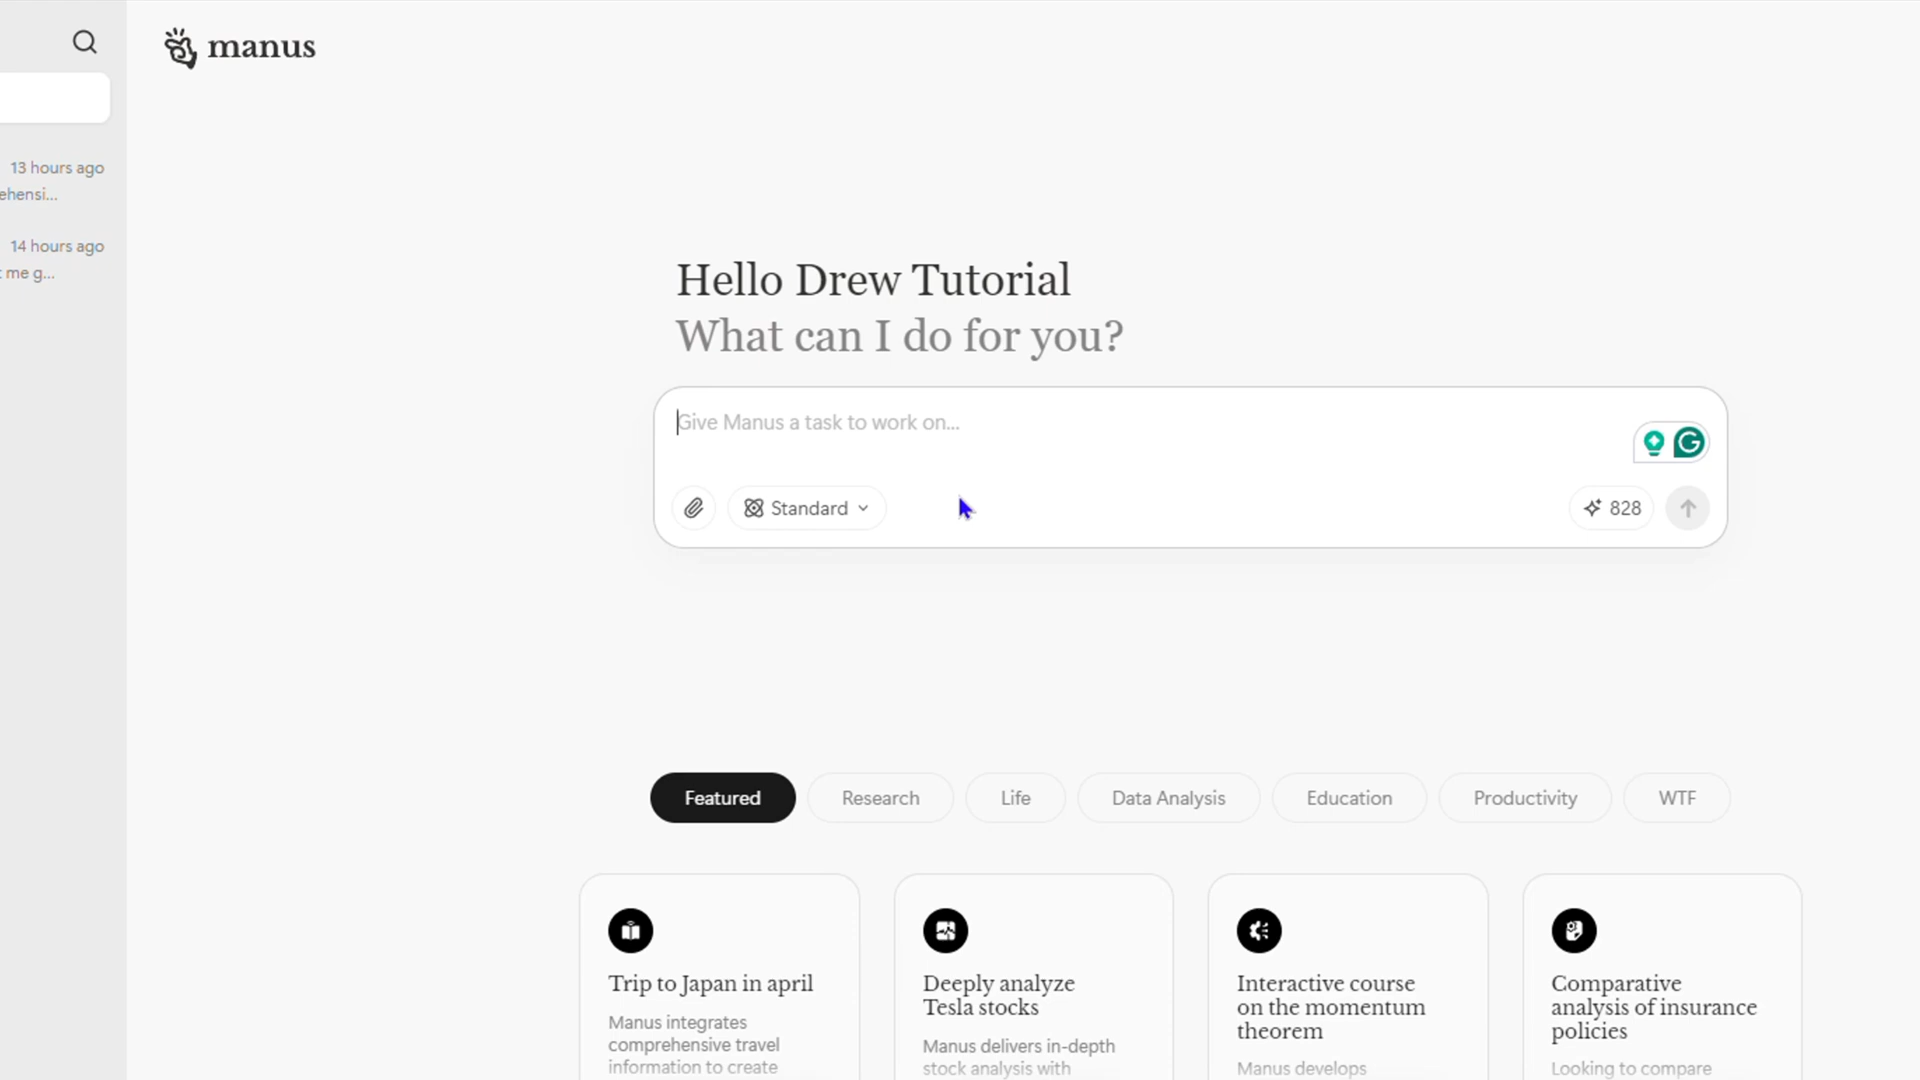 manus
13 hours ago
ehensi...
14 hours ago
me g...
Hello Drew Tutorial
What can I do for you?
Give Manus a task to work on...
Standard
828
Featured
Research
Life
Data Analysis
Education
Productivity
WTF
Trip to Japan in april
Manus integrates
comprehensive travel
information to create
Deeply analyze
Tesla stocks
Manus delivers in-depth
stock analysis with
Interactive course
on the momentum
theorem
Manus develops
Comparative
analysis of insurance
policies
Looking to compare